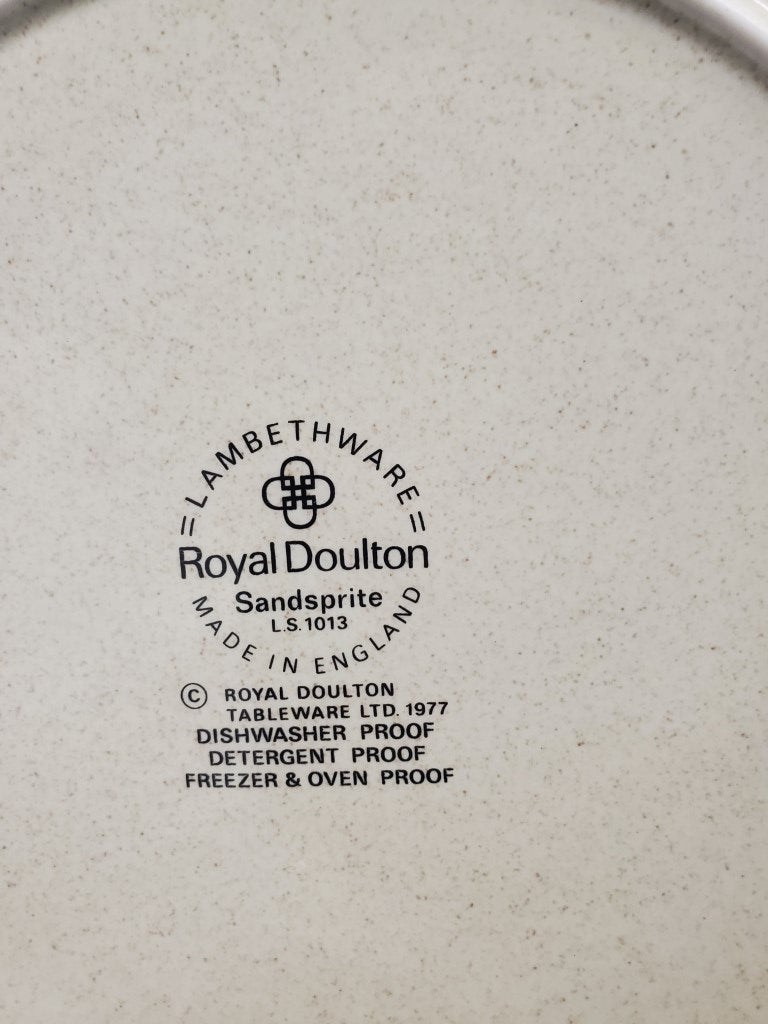 = LAMBETHWARE =
Royal Doulton
Sandsprite
L.S.1013
MADE IN ENGLAND
© ROYAL DOULTON
TABLEWARE LTD. 1977
DISHWASHER PROOF
DETERGENT PROOF
FREEZER & OVEN PROOF